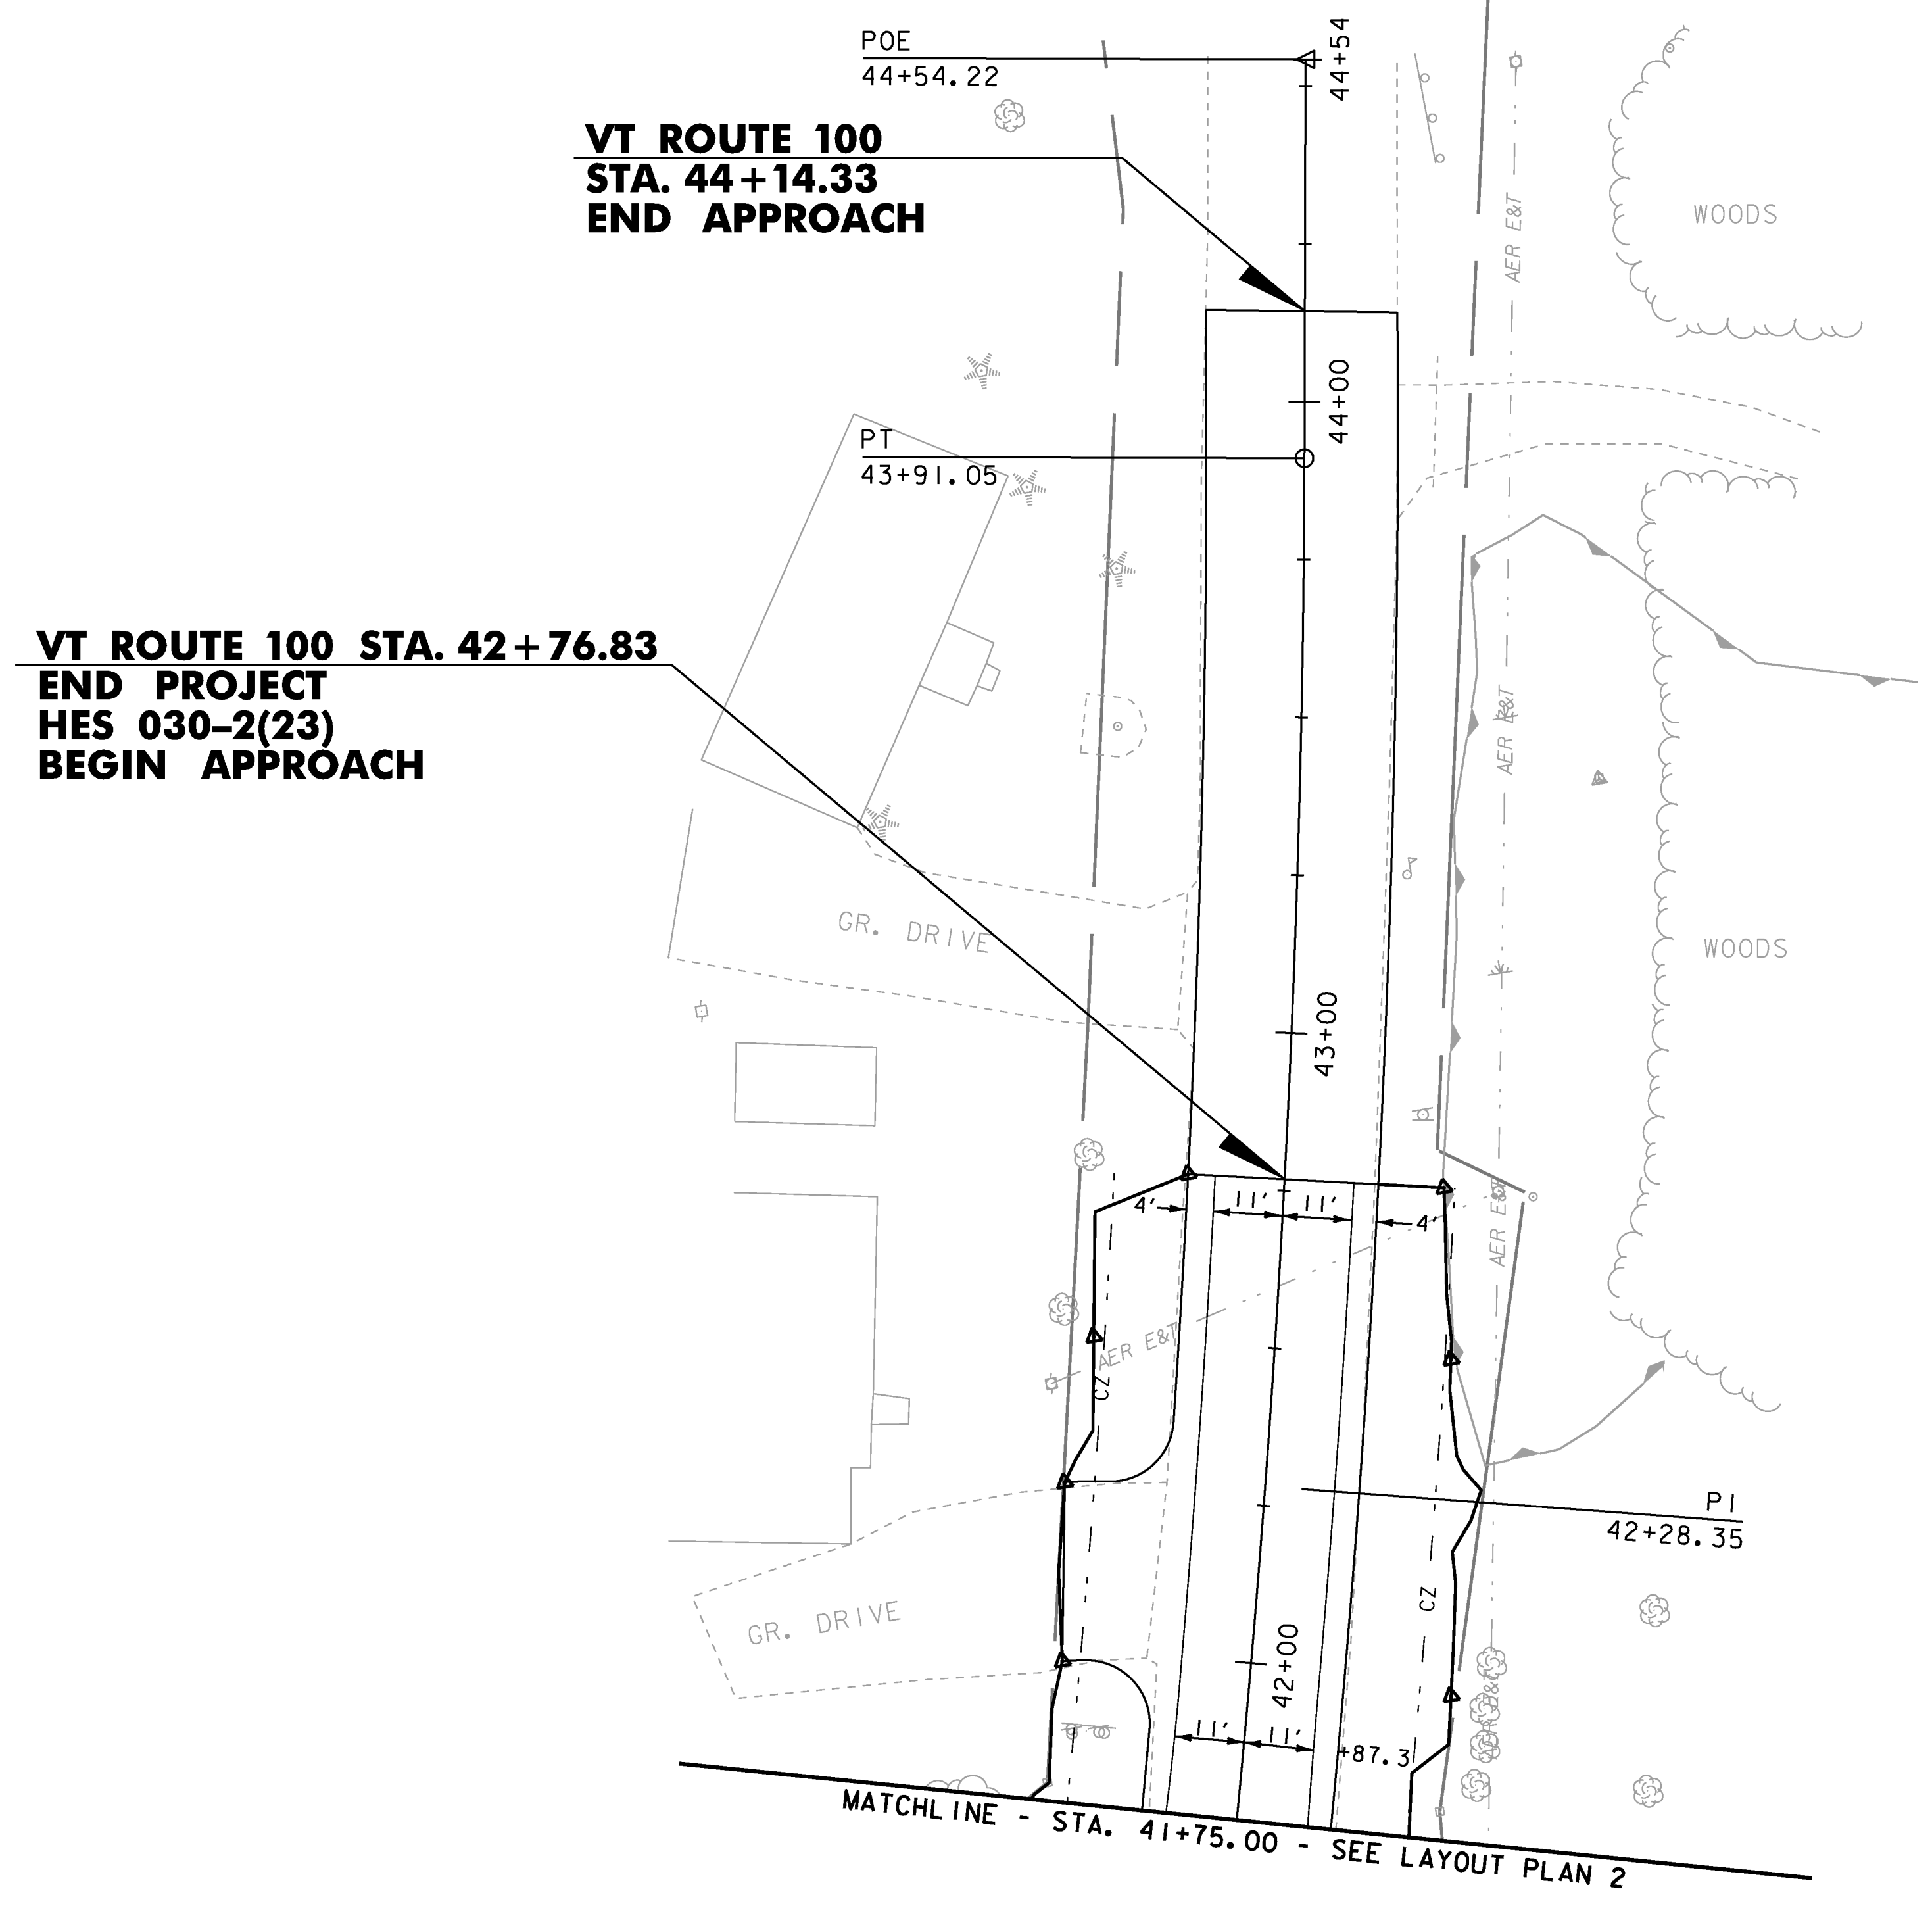 POE
44+54.22
44+54
VT ROUTE 100
STA. 44+14.33
END APPROACH
AER E&T
WOODS
44+00
PT
43+91.05
VT ROUTE 100 STA. 42+76.83
END PROJECT
HES 030-2(23)
BEGIN APPROACH
AER E&T
GR. DRIVE
WOODS
43+00
4'
11'
11'
4'
AER E&T
AER E&T
CZ
PI
42+28.35
CZ
GR. DRIVE
42+00
11'
11'
+87.3
MATCHLINE - STA. 41+75.00 - SEE LAYOUT PLAN 2